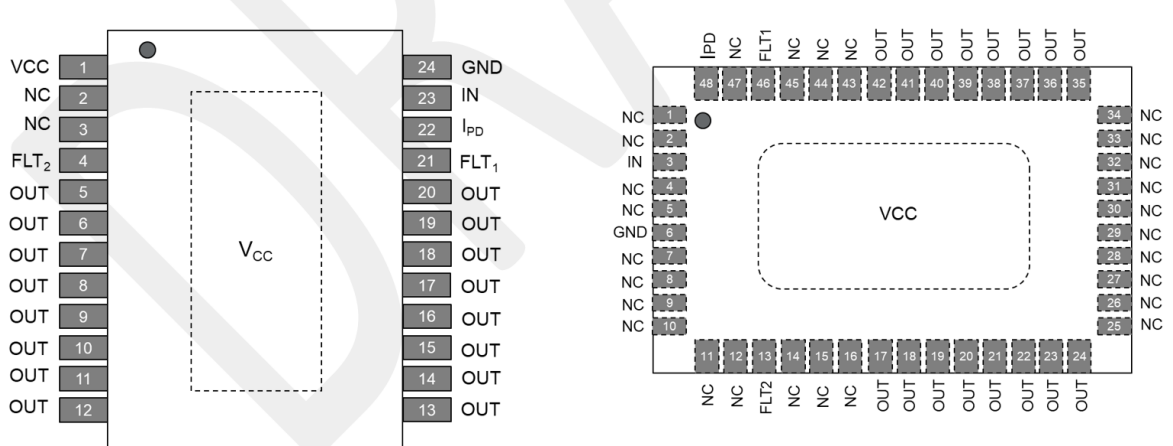 VCC 1
NC 2
NC 3
FLT2 4
OUT 5
OUT 6
OUT 7
OUT 8
OUT 9
OUT 10
OUT 11
OUT 12
VCC
24 GND
23 IN
22 IPD
21 FLT1
20 OUT
19 OUT
18 OUT
17 OUT
16 OUT
15 OUT
14 OUT
13 OUT
IPD NC FLT1 NC NC NC OUT OUT OUT OUT OUT OUT OUT OUT
48 47 46 45 44 43 42 41 40 39 38 37 36 35
NC 1
NC 2
IN 3
NC 4
NC 5
GND 6
NC 7
NC 8
NC 9
NC 10
VCC
34 NC
33 NC
32 NC
31 NC
30 NC
29 NC
28 NC
27 NC
26 NC
25 NC
11 12 13 14 15 16 17 18 19 20 21 22 23 24
NC NC FLT2 NC NC NC OUT OUT OUT OUT OUT OUT OUT OUT